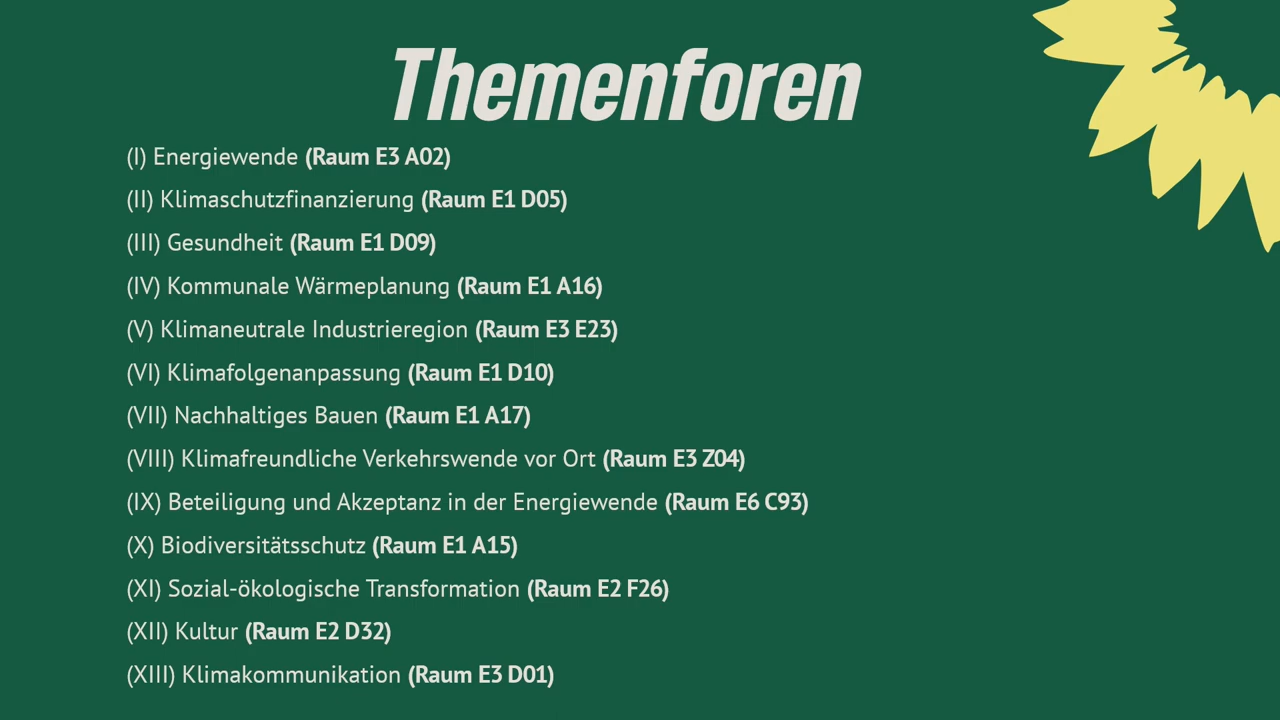 Themenforen
(I) Energiewende (Raum E3 A02)
(II) Klimaschutzfinanzierung (Raum E1 D05)
(III) Gesundheit (Raum E1 D09)
(IV) Kommunale Wärmeplanung (Raum E1 A16)
(V) Klimaneutrale Industrieregion (Raum E3 E23)
(VI) Klimafolgenanpassung (Raum E1 D10)
(VII) Nachhaltiges Bauen (Raum E1 A17)
(VIII) Klimafreundliche Verkehrswende vor Ort (Raum E3 Z04)
(IX) Beteiligung und Akzeptanz in der Energiewende (Raum E6 C93)
(X) Biodiversitätsschutz (Raum E1 A15)
(XI) Sozial-ökologische Transformation (Raum E2 F26)
(XII) Kultur (Raum E2 D32)
(XIII) Klimakommunikation (Raum E3 D01)